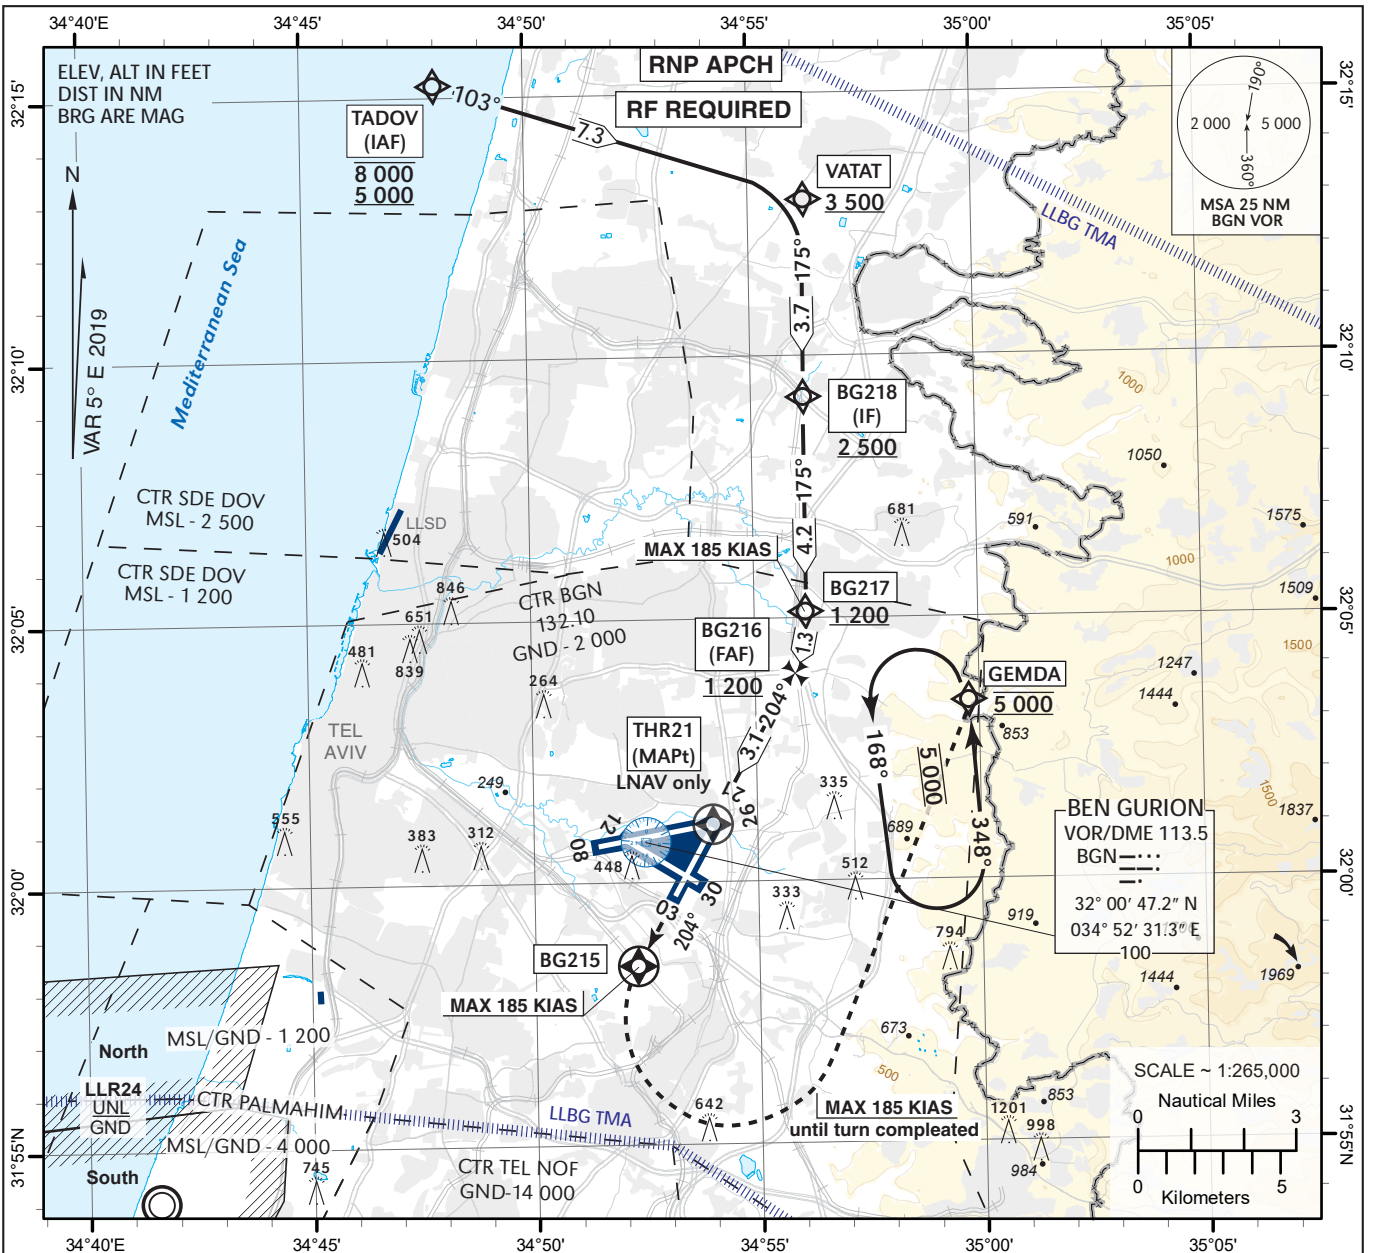 34°40'E
34°45'
34°50'
34°55'
35°00'
35°05'
32°15'
32°10'
32°05'
32°00'
31°55'N
32°15'
32°10'
32°05'
32°00'
31°55'N
ELEV, ALT IN FEET
DIST IN NM
BRG ARE MAG
N
VAR 5° E 2019
Mediterranean Sea
RNP APCH
RF REQUIRED
TADOV
(IAF)
8 000
5 000
103°
7.3
VATAT
3 500
LLBG TMA
190°
2 000
5 000
360°
MSA 25 NM
BGN VOR
175°
3.7
BG218
(IF)
2 500
175°
4.2
1000
1050
681
591
1575
1000
1509
1500
CTR SDE DOV
MSL - 2 500
LLSD
504
CTR SDE DOV
MSL - 1 200
MAX 185 KIAS
BG217
1 200
846
CTR BGN
132.10
GND - 2 000
651
839
481
264
BG216
(FAF)
1 200
1.3
GEMDA
5 000
1247
1444
853
TEL
AVIV
THR21
(MAPt)
LNAV only
3.1
204°
168°
5 000
348°
249
335
21
26
12
08
448
555
383
312
689
1500
1837
BEN GURION
VOR/DME 113.5
BGN
32° 00' 47.2" N
034° 52' 31.3" E
100
512
333
30
03
204°
919
794
1444
1969
BG215
MAX 185 KIAS
673
500
MSL/GND - 1 200
North
LLR24
UNL
GND
CTR PALMAHIM
MSL/GND - 4 000
South
745
LLBG TMA
642
MAX 185 KIAS
until turn compleated
CTR TEL NOF
GND-14 000
1201
998
853
984
SCALE ~ 1:265,000
Nautical Miles
0
3
0
5
Kilometers
34°40'E
34°45'
34°50'
34°55'
35°00'
35°05'